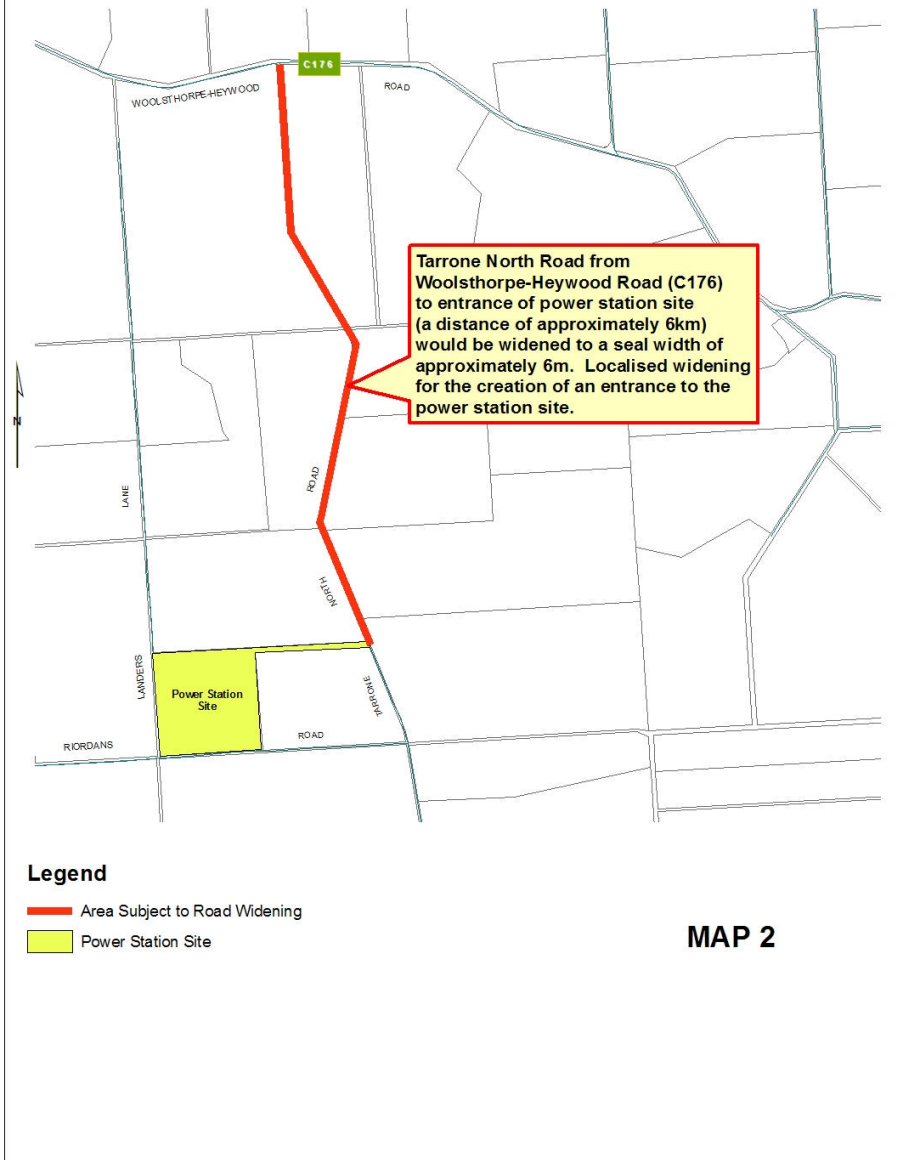 C176
WOOLSTHORPE-HEYWOOD
ROAD
Tarrone North Road from
Woolsthorpe-Heywood Road (C176)
to entrance of power station site
(a distance of approximately 6km)
would be widened to a seal width of
approximately 6m. Localised widening
for the creation of an entrance to the
power station site.
N
LANE
ROAD
NORTH
LANDERS
TARRONE
Power Station
Site
RIORDANS
ROAD
Legend
Area Subject to Road Widening
Power Station Site
MAP 2